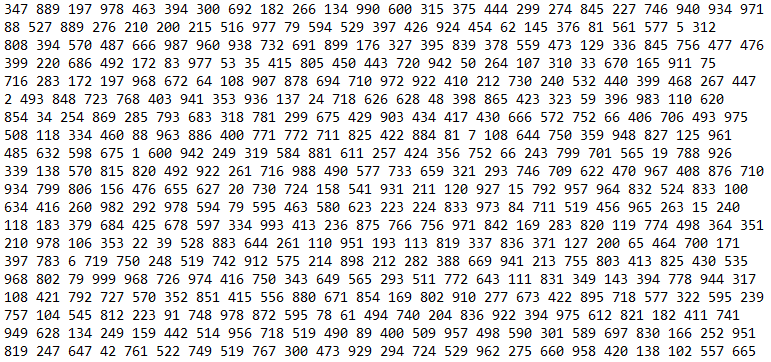 347 889 197 978 463 394 300 692 182 266 134 990 600 315 375 444 299 274 845 227 746 940 934 971
88 527 889 276 210 200 215 516 977 79 594 529 397 426 924 454 62 145 376 81 561 577 5 312
808 394 570 487 666 987 960 938 732 691 899 176 327 395 839 378 559 473 129 336 845 756 477 476
399 220 686 492 172 83 977 53 35 415 805 450 443 720 942 50 264 107 310 33 670 165 911 75
716 283 172 197 968 672 64 108 907 878 694 710 972 922 410 212 730 240 532 440 399 468 267 447
2 493 848 723 768 403 941 353 936 137 24 718 626 628 48 398 865 423 323 59 396 983 110 620
854 34 254 869 285 793 683 318 781 299 675 429 903 434 417 430 666 572 752 66 406 706 493 975
508 118 334 460 88 963 886 400 771 772 711 825 422 884 81 7 108 644 750 359 948 827 125 961
485 632 598 675 1 600 942 249 319 584 881 611 257 424 356 752 66 243 799 701 565 19 788 926
339 138 570 815 820 492 922 261 716 988 490 577 733 659 321 293 746 709 622 470 967 408 876 710
934 799 806 156 476 655 627 20 730 724 158 541 931 211 120 927 15 792 957 964 832 524 833 100
634 416 260 982 292 978 594 79 595 463 580 623 223 224 833 973 84 711 519 456 965 263 15 240
118 183 379 684 425 678 597 334 993 413 236 875 766 756 971 842 169 283 820 119 774 498 364 351
210 978 106 353 22 39 528 883 644 261 110 951 193 113 819 337 836 371 127 200 65 464 700 171
397 783 6 719 750 248 519 742 912 575 214 898 212 282 388 669 941 213 755 803 413 825 430 535
968 802 79 999 968 726 974 416 750 343 649 565 293 511 772 643 111 831 349 143 394 778 944 317
108 421 792 727 570 352 851 415 556 880 671 854 169 802 910 277 673 422 895 718 577 322 595 239
757 104 545 812 223 91 748 978 872 595 78 61 494 740 204 836 922 394 975 612 821 182 411 741
949 628 134 249 159 442 514 956 718 519 490 89 400 509 957 498 590 301 589 697 830 166 252 951
819 247 647 42 761 522 749 519 767 300 473 929 294 724 529 962 275 660 958 420 138 102 557 665